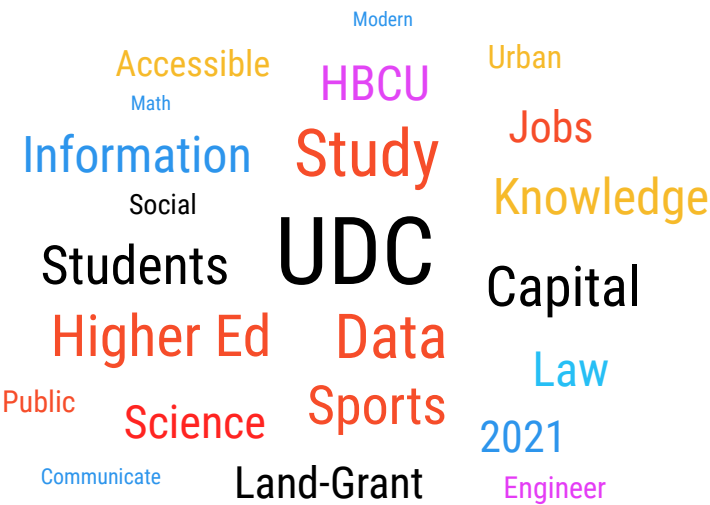 Modern
Accessible
HBCU
Urban
Math
Jobs
Information
Study
Social
Knowledge
Students
UDC
Capital
Higher Ed
Data
Law
Public
Science
Sports
2021
Communicate
Land-Grant
Engineer